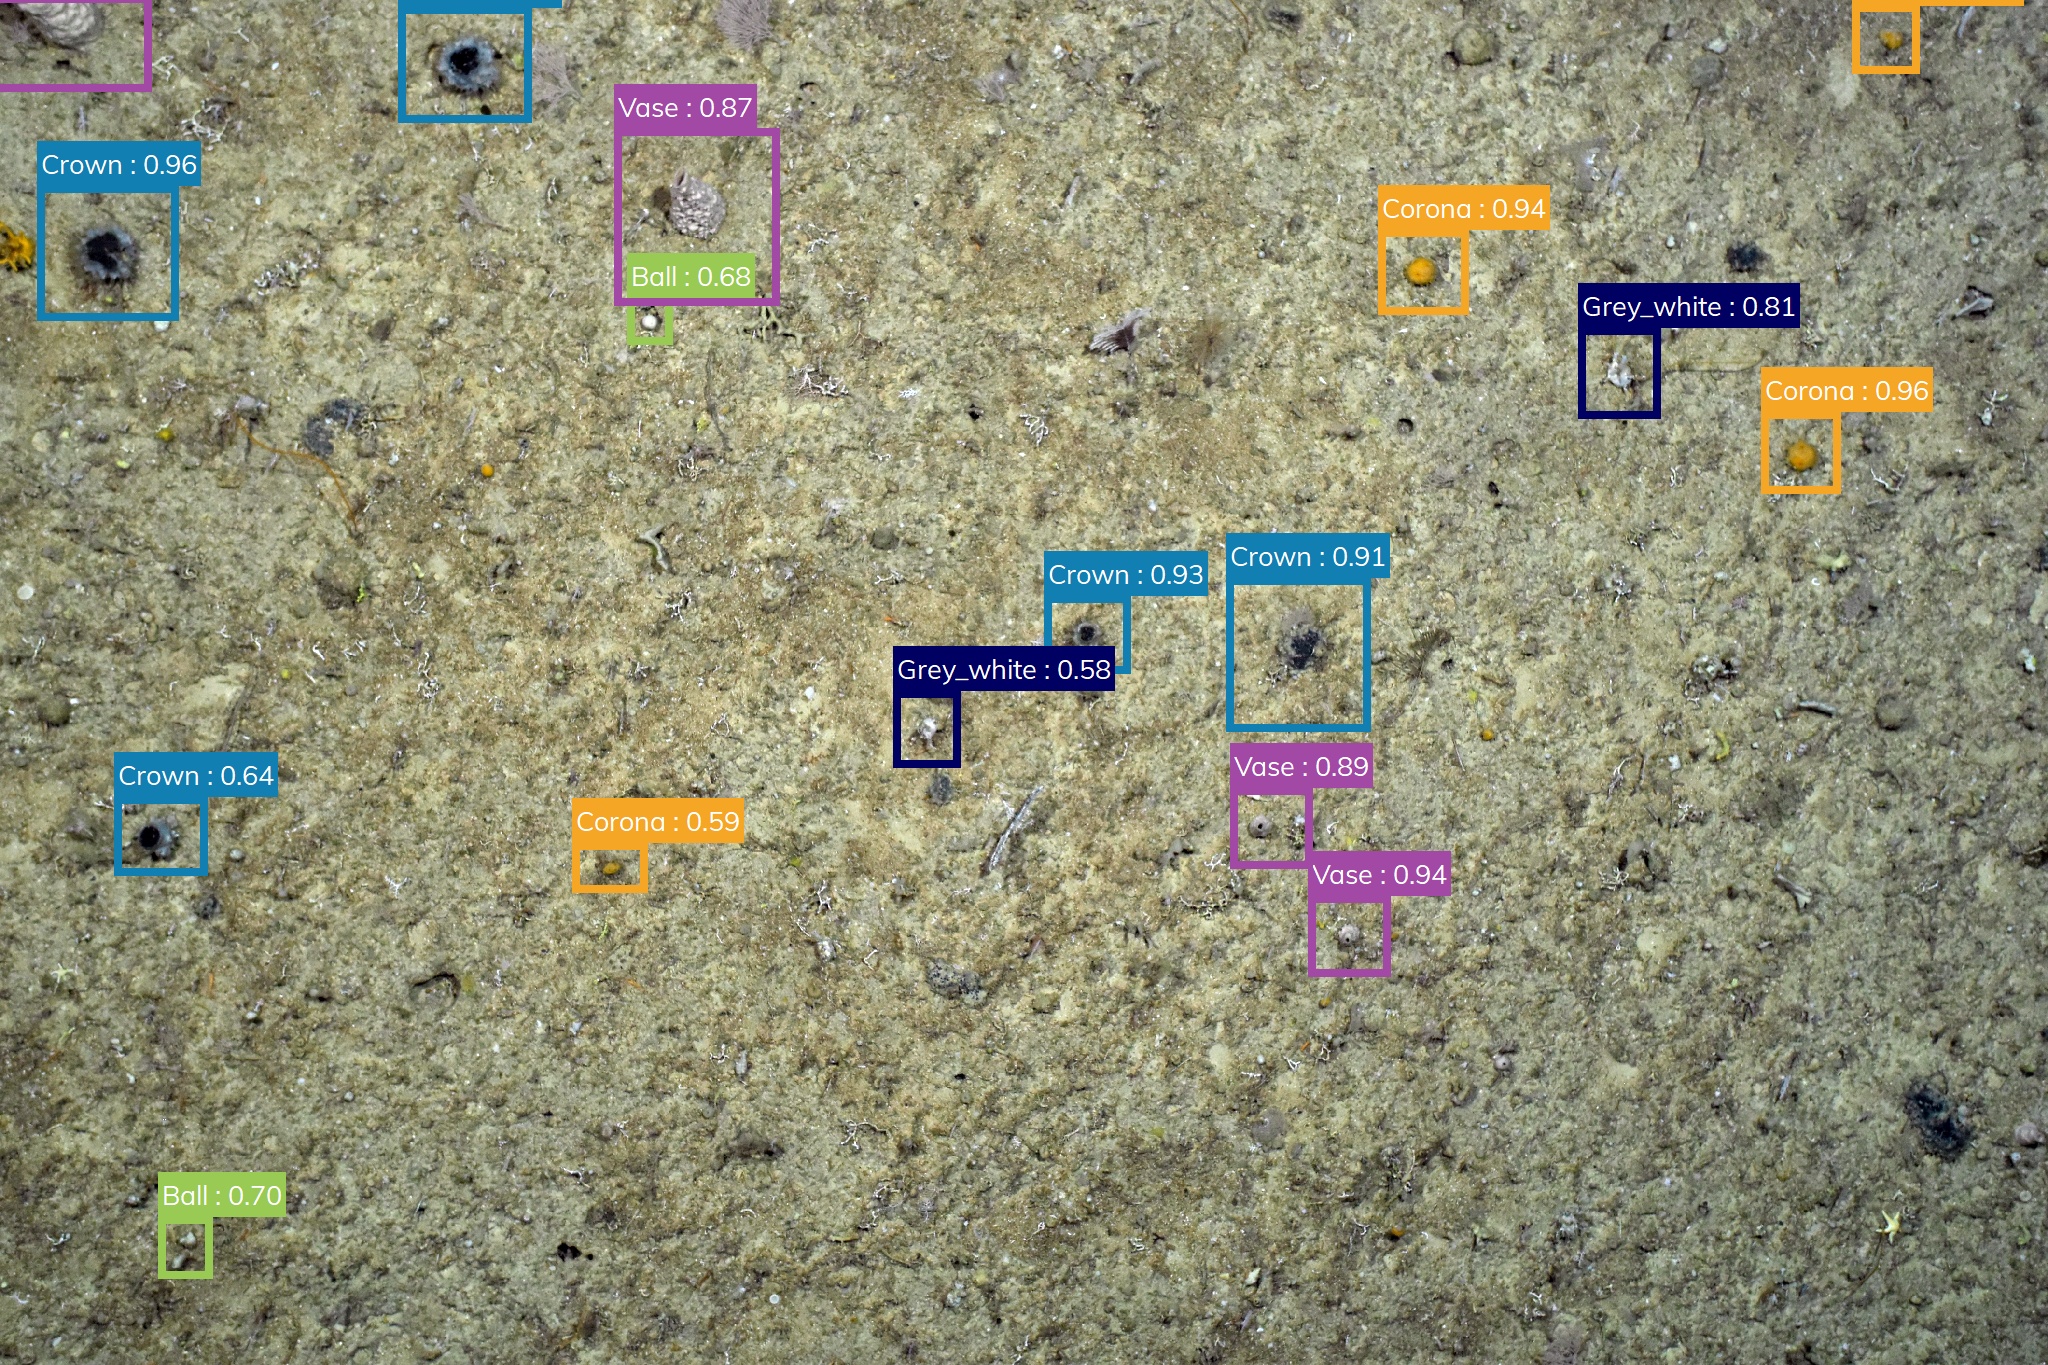 Vase : 0.87
Crown : 0.96
Corona : 0.94
Ball : 0.68
Grey_white : 0.81
Corona : 0.96
Crown : 0.91
Crown : 0.93
Grey_white : 0.58
Vase : 0.89
Crown : 0.64
Corona : 0.59
Vase : 0.94
Ball : 0.70